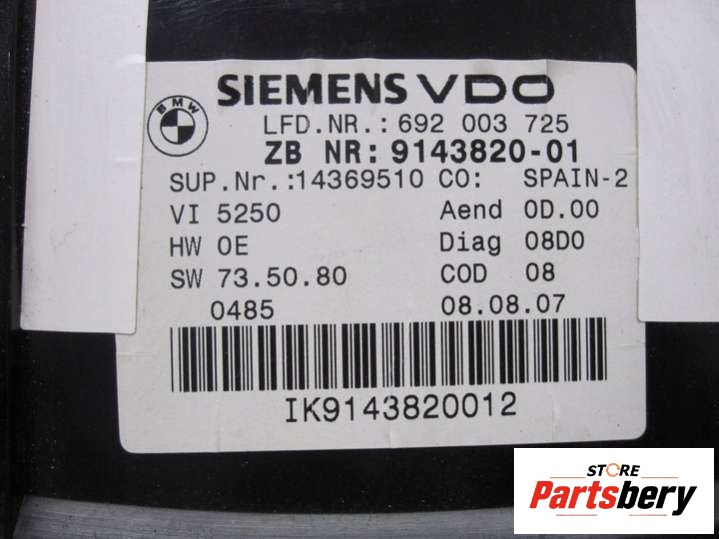 BMW
SIEMENS VDO
LFD.NR.: 692 003 725
ZB NR: 9143820-01
SUP.Nr.:14369510 CO: SPAIN-2
VI 5250 Aend 0D.00
HW 0E Diag 08D0
SW 73.50.80 COD 08
0485 08.08.07
IK9143820012
STORE
Partsbery